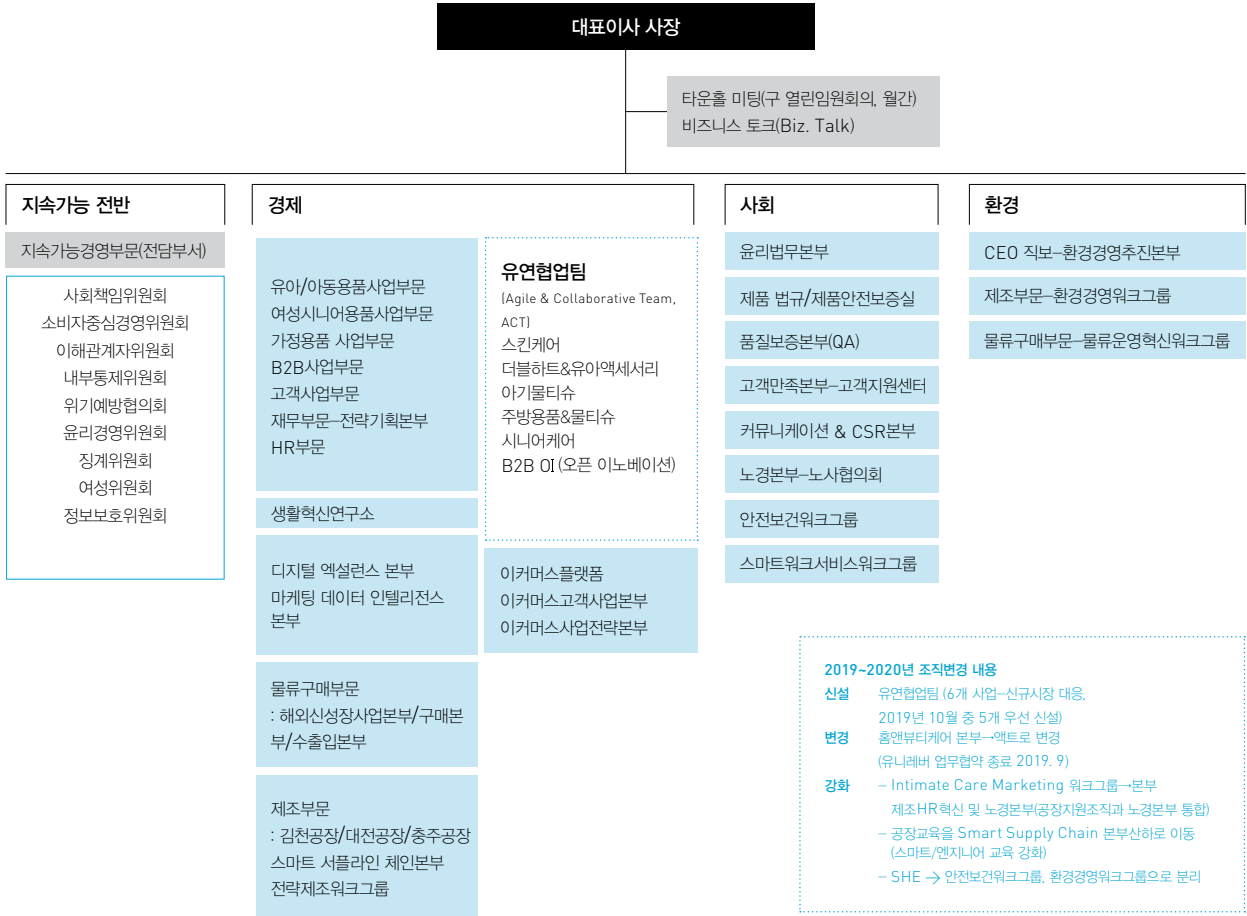 대표이사 사장
타운홀 미팅(구 열린임원회의, 월간)
비즈니스 토크(Biz. Talk)
지속가능 전반
지속가능경영부문(전담부서)
사회책임위원회
소비자중심경영위원회
이해관계자위원회
내부통제위원회
위기예방협의회
윤리경영위원회
징계위원회
여성위원회
정보보호위원회
경제
유아/아동용품사업부문
여성시니어용품사업부문
가정용품 사업부문
B2B사업부문
고객사업부문
재무부문–전략기획본부
HR부문
생활혁신연구소
디지털 엑설런스 본부
마케팅 데이터 인텔리전스
본부
물류구매부문
: 해외신성장사업본부/구매본
부/수출입본부
제조부문
: 김천공장/대전공장/충주공장
스마트 서플라인 체인본부
전략제조워크그룹
유연협업팀
(Agile & Collaborative Team,
ACT)
스킨케어
더블하트&유아액세서리
아기물티슈
주방용품&물티슈
시니어케어
B2B OI (오픈 이노베이션)
이커머스플랫폼
이커머스고객사업본부
이커머스사업전략본부
사회
윤리법무본부
제품 법규/제품안전보증실
품질보증본부(QA)
고객만족본부–고객지원센터
커뮤니케이션 & CSR본부
노경본부–노사협의회
안전보건워크그룹
스마트워크서비스워크그룹
환경
CEO 직보–환경경영추진본부
제조부문–환경경영워크그룹
물류구매부문–물류운영혁신워크그룹
2019~2020년 조직변경 내용
신설 유연협업팀 (6개 사업–신규시장 대응,
2019년 10월 중 5개 우선 신설)
변경 홈앤뷰티케어 본부→액트로 변경
(유니레버 업무협약 종료 2019. 9)
강화 – Intimate Care Marketing 워크그룹→본부
제조HR혁신 및 노경본부(공장지원조직과 노경본부 통합)
– 공장교육을 Smart Supply Chain 본부산하로 이동
(스마트/엔지니어 교육 강화)
– SHE → 안전보건워크그룹, 환경경영워크그룹으로 분리